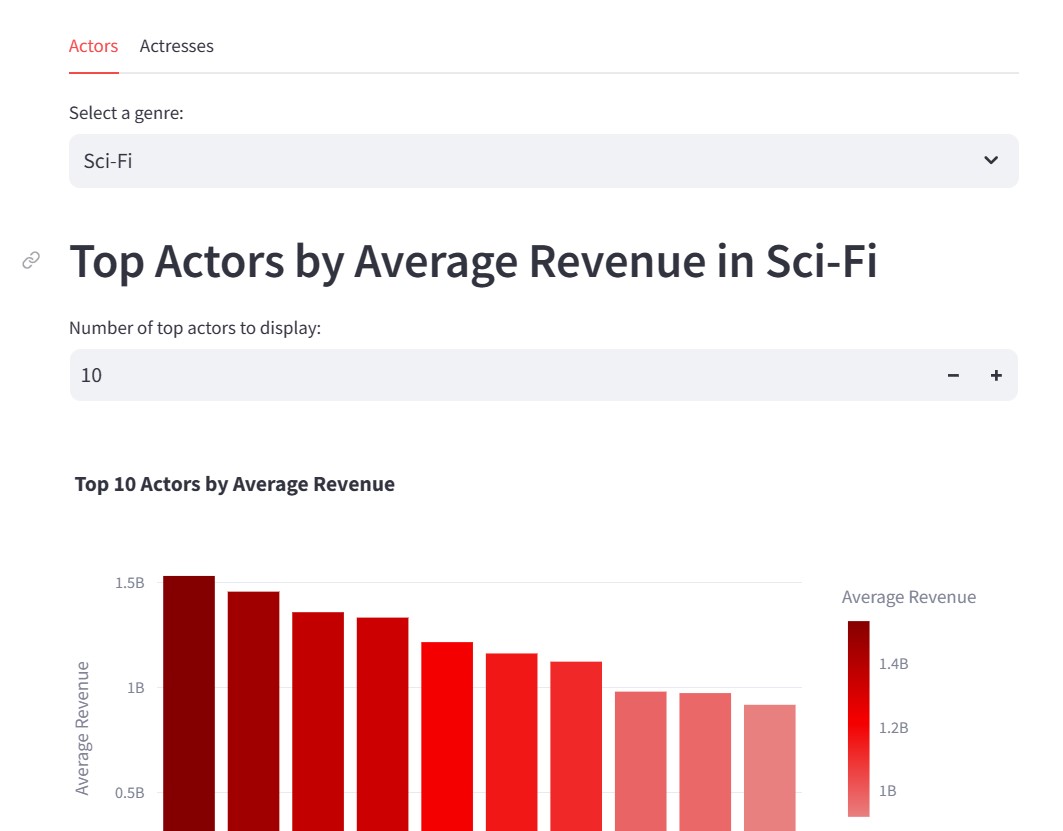 Actors Actresses
Select a genre:
Sci-Fi
Top Actors by Average Revenue in Sci-Fi
Number of top actors to display:
10
Top 10 Actors by Average Revenue
1.5B
1B
0.5B
Average Revenue
Average Revenue
1.4B
1.2B
1B